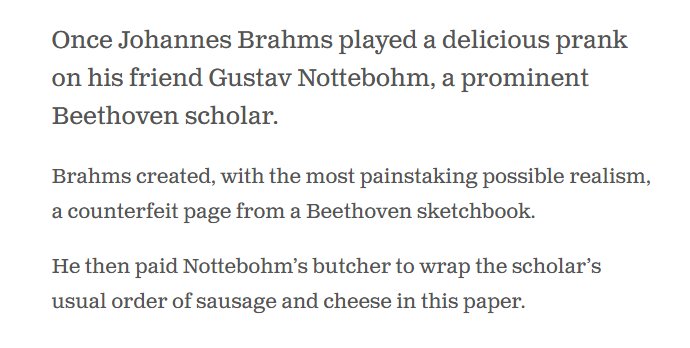 Once Johannes Brahms played a delicious prank
on his friend Gustav Nottebohm, a prominent
Beethoven scholar.
Brahms created, with the most painstaking possible realism,
a counterfeit page from a Beethoven sketchbook.
He then paid Nottebohm’s butcher to wrap the scholar’s
usual order of sausage and cheese in this paper.